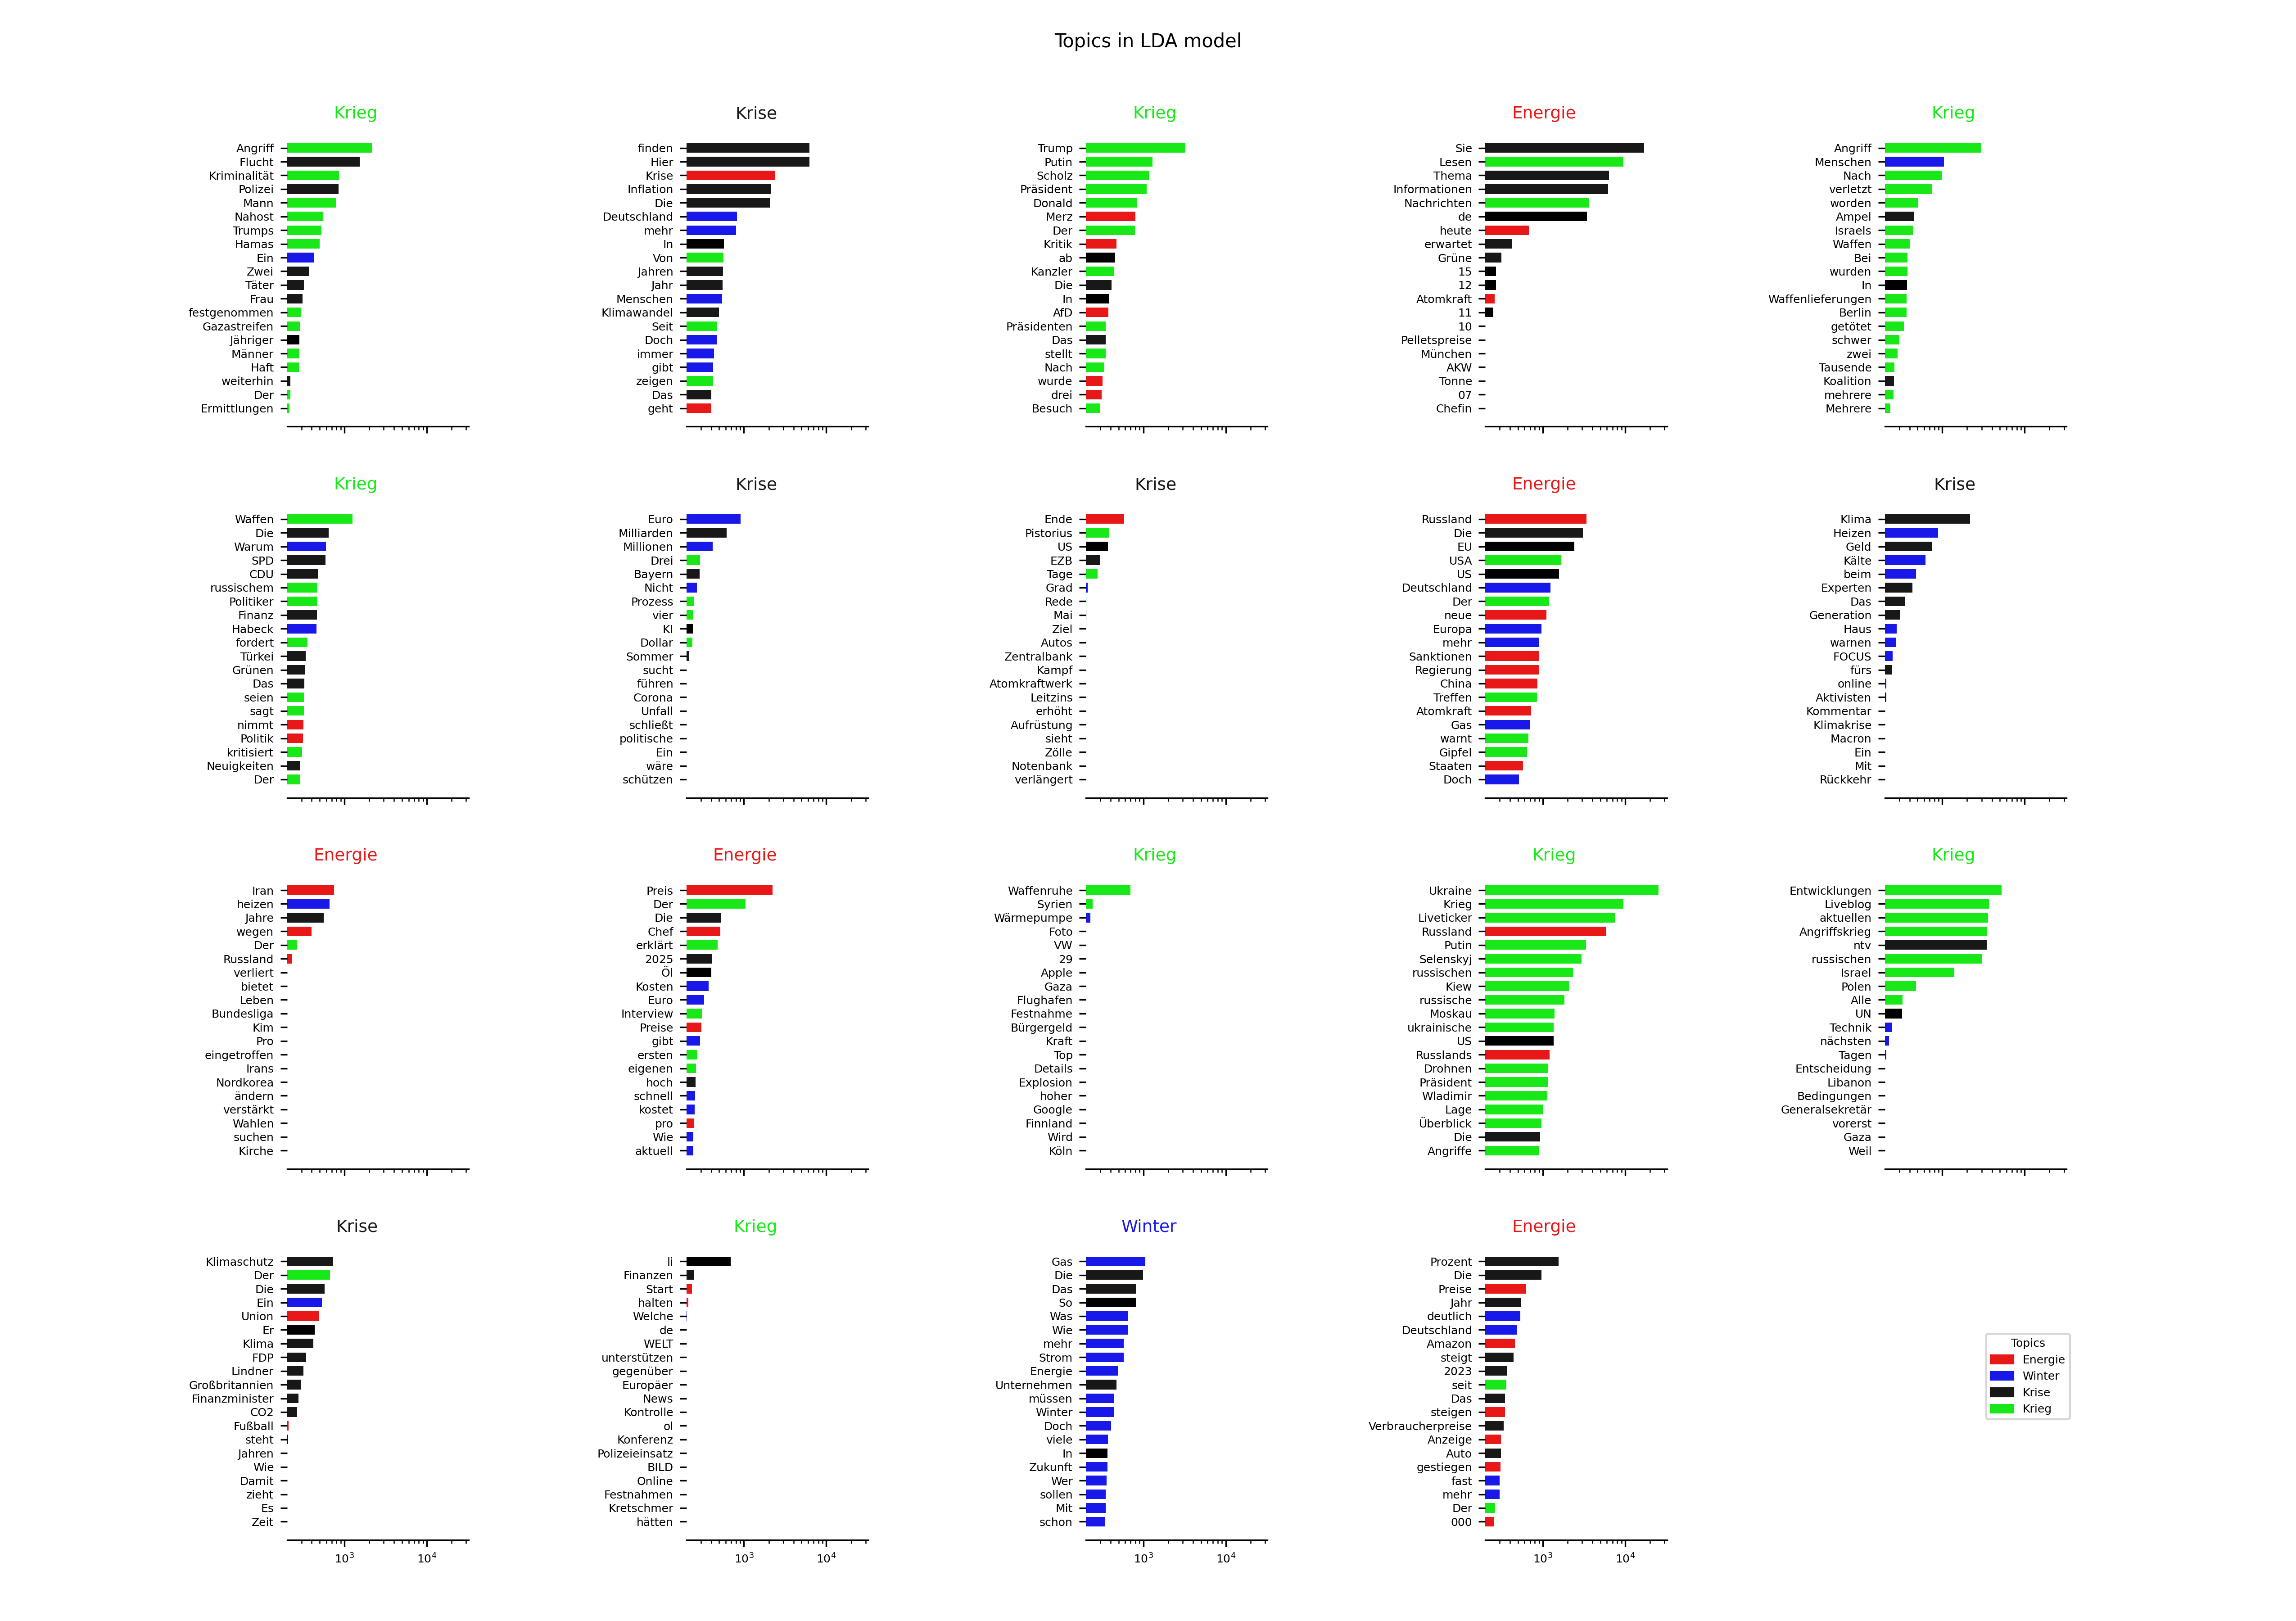 Topics in LDA model
Krieg
Angriff
Flucht
Kriminalität
Polizei
Mann
Nahost
Trumps
Hamas
Ein
Zwei
Täter
Frau
festgenommen
Gazastreifen
Jähriger
Männer
Haft
weiterhin
Der
Ermittlungen
Krise
finden
Hier
Krise
Inflation
Die
Deutschland
mehr
In
Von
Jahren
Jahr
Menschen
Klimawandel
Seit
Doch
immer
gibt
zeigen
Das
geht
Krieg
Trump
Putin
Scholz
Präsident
Donald
Merz
Der
Kritik
ab
Kanzler
Die
In
AfD
Präsidenten
Das
stellt
Nach
wurde
drei
Besuch
Energie
Sie
Lesen
Thema
Informationen
Nachrichten
de
heute
erwartet
Grüne
15
12
Atomkraft
11
10
Pelletspreise
München
AKW
Tonne
07
Chefin
Krieg
Angriff
Menschen
Nach
verletzt
worden
Ampel
Israels
Waffen
Bei
wurden
In
Waffenlieferungen
Berlin
getötet
schwer
zwei
Tausende
Koalition
mehrere
Mehrere
Krieg
Waffen
Die
Warum
SPD
CDU
russischem
Politiker
Finanz
Habeck
fordert
Türkei
Grünen
Das
seien
sagt
nimmt
Politik
kritisiert
Neuigkeiten
Der
Krise
Euro
Milliarden
Millionen
Drei
Bayern
Nicht
Prozess
vier
KI
Dollar
Sommer
sucht
führen
Corona
Unfall
schließt
politische
Ein
wäre
schützen
Krise
Ende
Pistorius
US
EZB
Tage
Grad
Rede
Mai
Ziel
Autos
Zentralbank
Kampf
Atomkraftwerk
Leitzins
erhöht
Aufrüstung
sieht
Zölle
Notenbank
verlängert
Energie
Russland
Die
EU
USA
US
Deutschland
Der
neue
Europa
mehr
Sanktionen
Regierung
China
Treffen
Atomkraft
Gas
warnt
Gipfel
Staaten
Doch
Krise
Klima
Heizen
Geld
Kälte
beim
Experten
Das
Generation
Haus
warnen
FOCUS
fürs
online
Aktivisten
Kommentar
Klimakrise
Macron
Ein
Mit
Rückkehr
Energie
Iran
heizen
Jahre
wegen
Der
Russland
verliert
bietet
Leben
Bundesliga
Kim
Pro
eingetroffen
Irans
Nordkorea
ändern
verstärkt
Wahlen
suchen
Kirche
Energie
Preis
Der
Die
Chef
erklärt
2025
Öl
Kosten
Euro
Interview
Preise
gibt
ersten
eigenen
hoch
schnell
kostet
pro
Wie
aktuell
Krieg
Waffenruhe
Syrien
Wärmepumpe
Foto
VW
29
Apple
Gaza
Flughafen
Festnahme
Bürgergeld
Kraft
Top
Details
Explosion
hoher
Google
Finnland
Wird
Köln
Krieg
Ukraine
Krieg
Liveticker
Russland
Putin
Selenskyj
russischen
Kiew
russische
Moskau
ukrainische
US
Russlands
Drohnen
Präsident
Wladimir
Lage
Überblick
Die
Angriffe
Krieg
Entwicklungen
Liveblog
aktuellen
Angriffskrieg
ntv
russischen
Israel
Polen
Alle
UN
Technik
nächsten
Tagen
Entscheidung
Libanon
Bedingungen
Generalsekretär
vorerst
Gaza
Weil
Krise
Klimaschutz
Der
Die
Ein
Union
Er
Klima
FDP
Lindner
Großbritannien
Finanzminister
CO2
Fußball
steht
Jahren
Wie
Damit
zieht
Es
Zeit
10³ 10⁴
Krieg
li
Finanzen
Start
halten
Welche
de
WELT
unterstützen
gegenüber
Europäer
News
Kontrolle
ol
Konferenz
Polizeieinsatz
BILD
Online
Festnahmen
Kretschmer
hätten
10³ 10⁴
Winter
Gas
Die
Das
So
Was
Wie
mehr
Strom
Energie
Unternehmen
müssen
Winter
Doch
viele
In
Zukunft
Wer
sollen
Mit
schon
10³ 10⁴
Energie
Prozent
Die
Preise
Jahr
deutlich
Deutschland
Amazon
steigt
2023
seit
Das
steigen
Verbraucherpreise
Anzeige
Auto
gestiegen
fast
mehr
Der
000
10³ 10⁴
Topics
Energie
Winter
Krise
Krieg